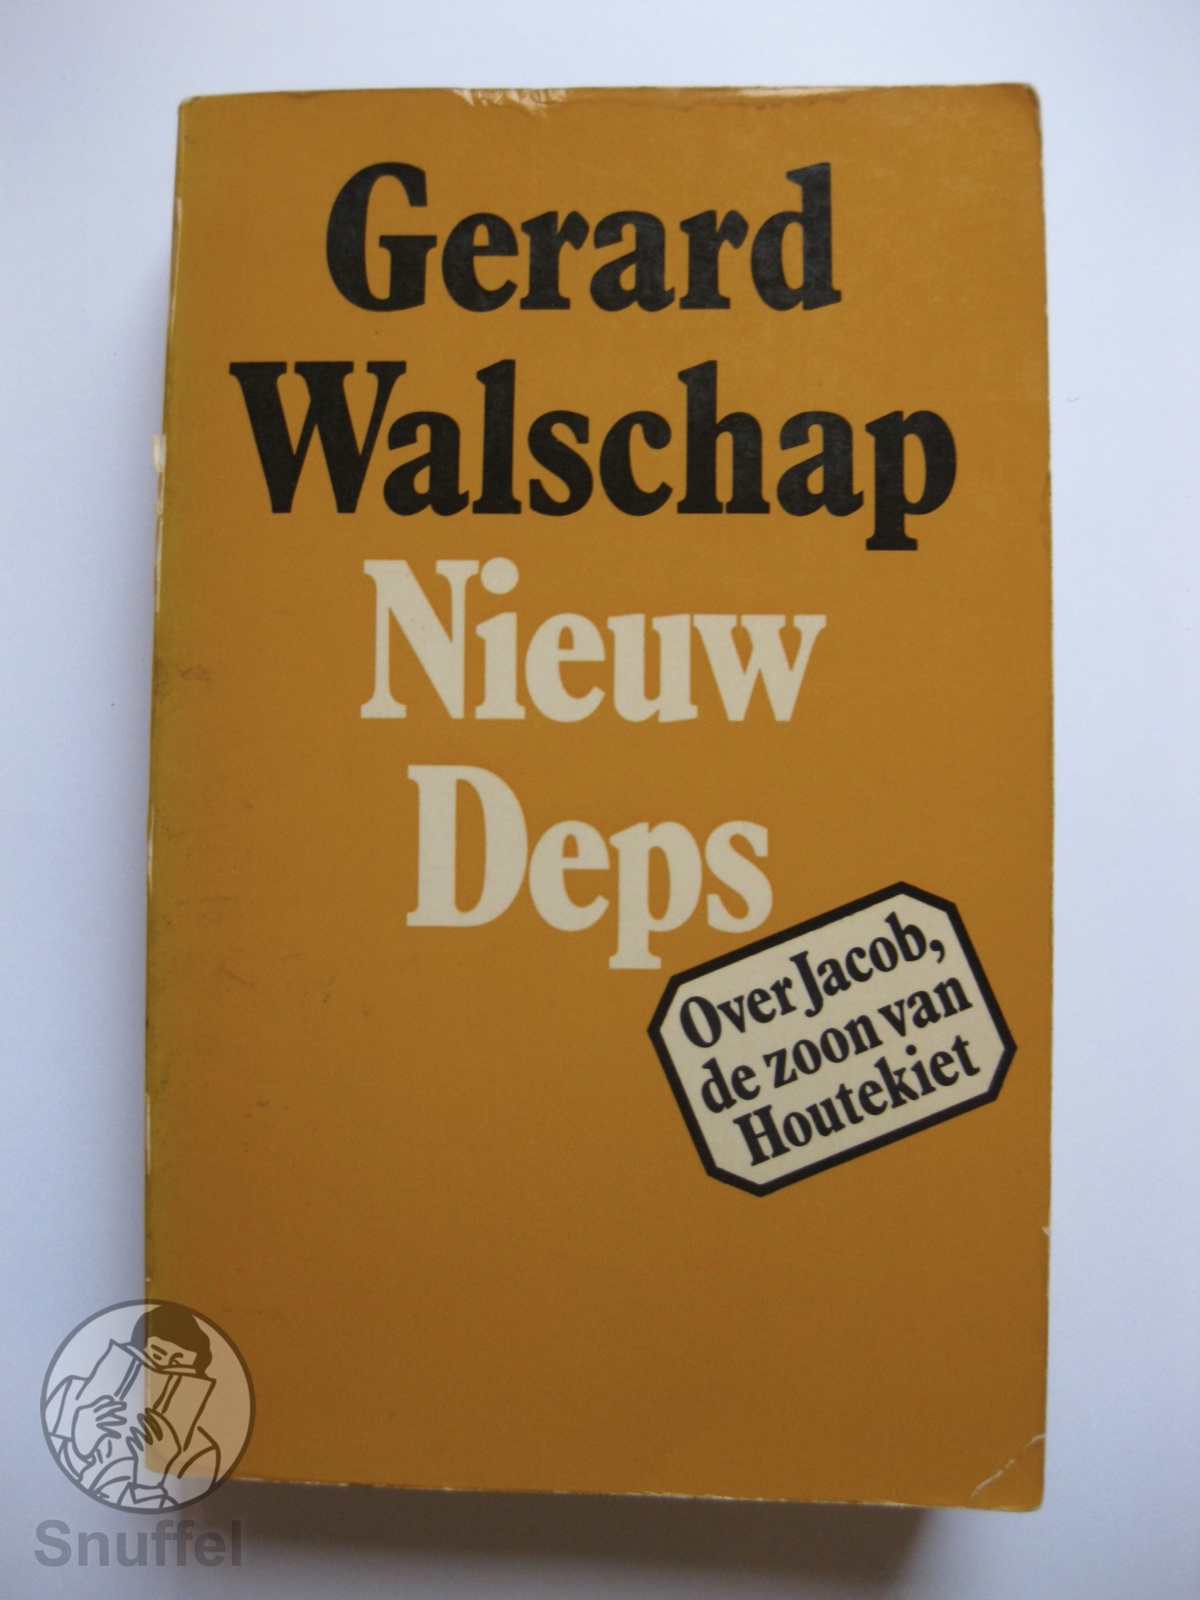 Gerard
Walschap
Nieuw
Deps
Over Jacob,
de zoon van
Houtekiet
Snuffel